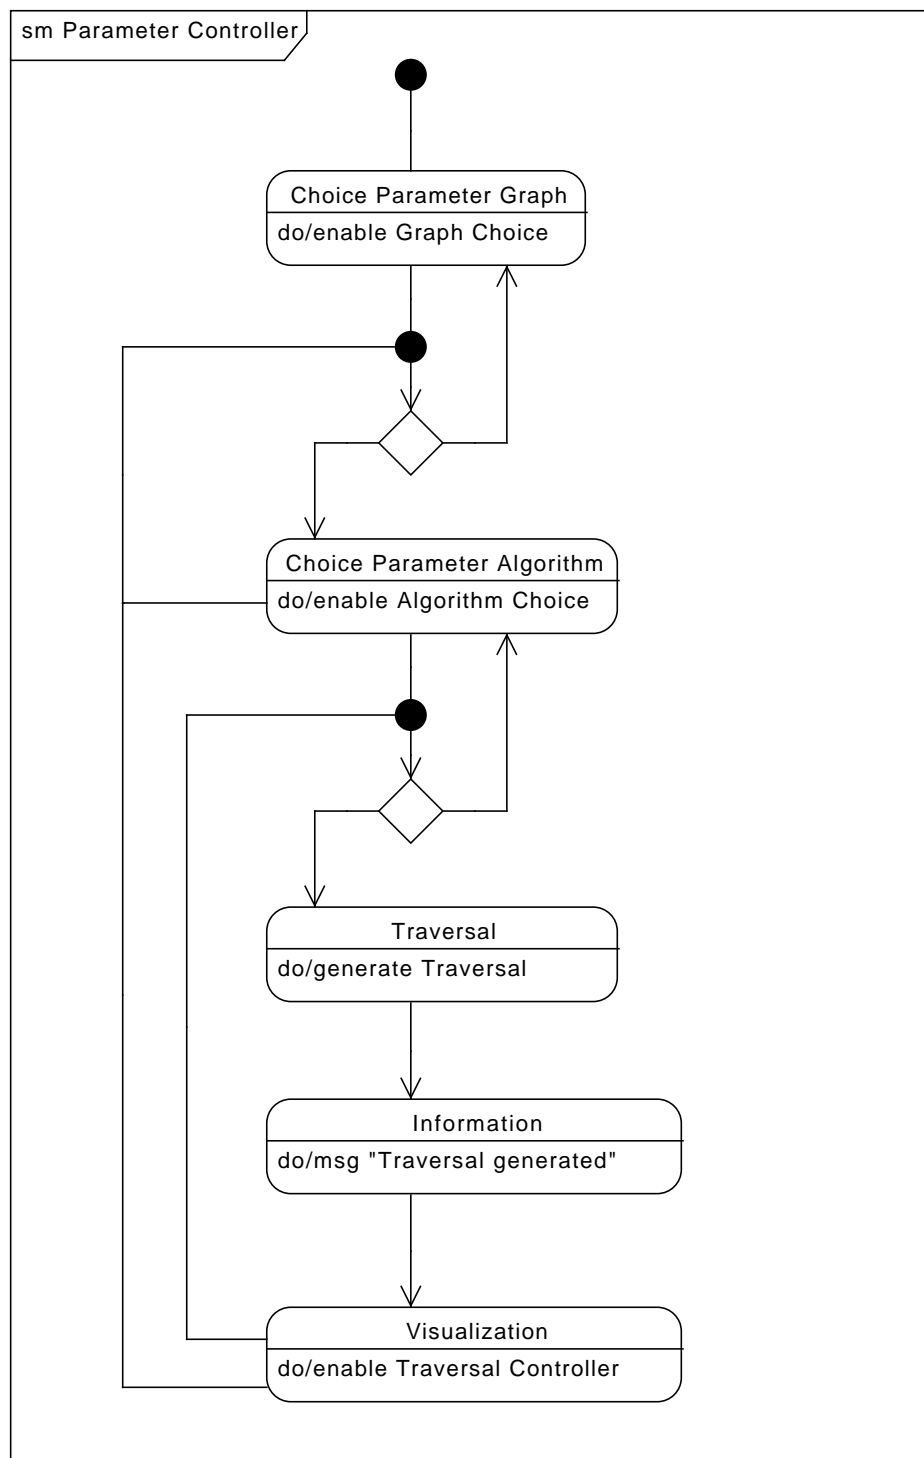 sm Parameter Controller
Choice Parameter Graph
do/enable Graph Choice
Choice Parameter Algorithm
do/enable Algorithm Choice
Traversal
do/generate Traversal
Information
do/msg "Traversal generated"
Visualization
do/enable Traversal Controller